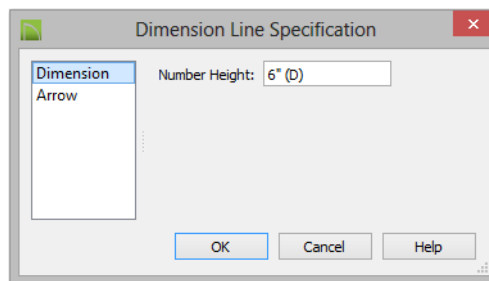 Dimension Line Specification
Dimension
Arrow
Number Height: 6" (D)
OK Cancel Help